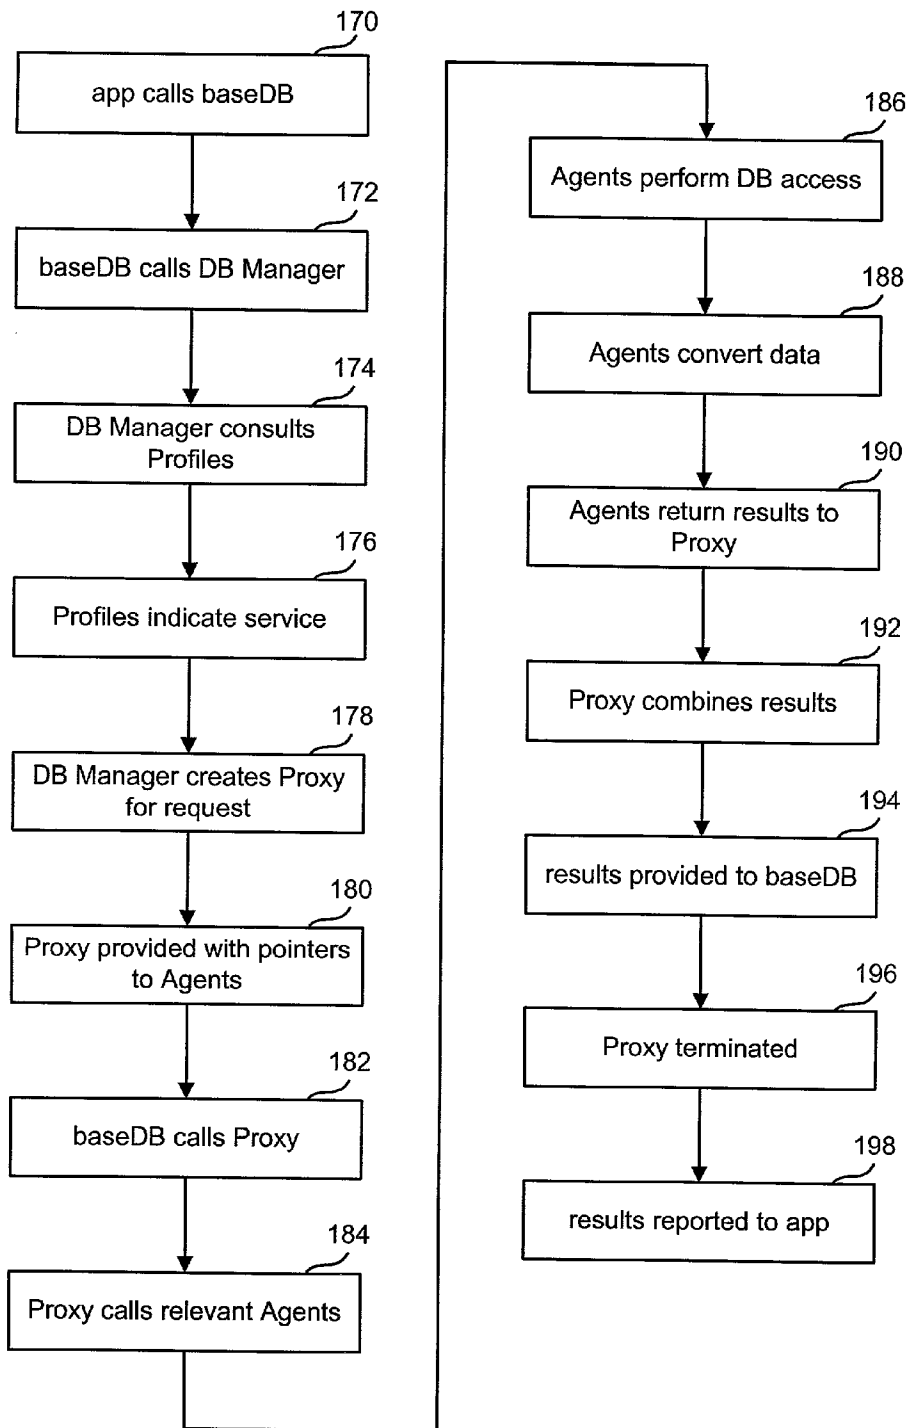 170
app calls baseDB
172
baseDB calls DB Manager
174
DB Manager consults
Profiles
176
Profiles indicate service
178
DB Manager creates Proxy
for request
180
Proxy provided with pointers
to Agents
182
baseDB calls Proxy
184
Proxy calls relevant Agents
186
Agents perform DB access
188
Agents convert data
190
Agents return results to
Proxy
192
Proxy combines results
194
results provided to baseDB
196
Proxy terminated
198
results reported to app